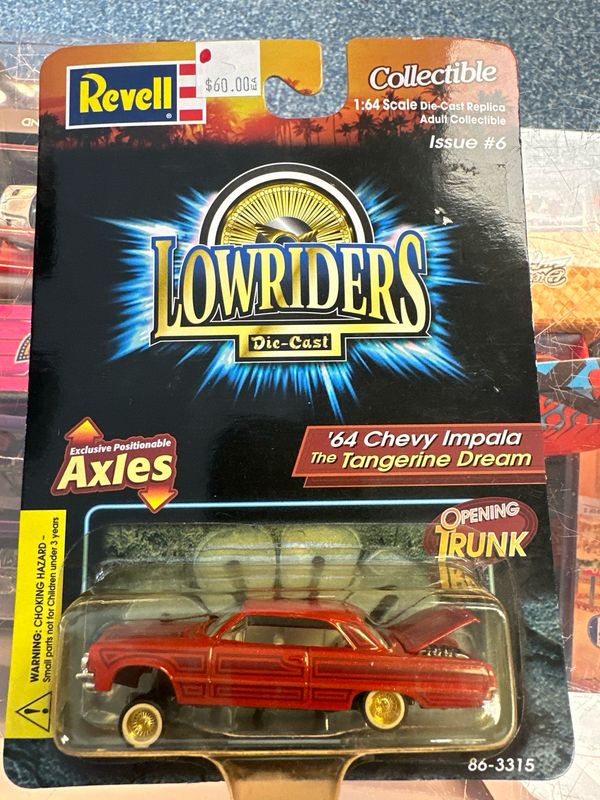 Revell
$60.00EA
Collectible
1:64 Scale Die-Cast Replica
Adult Collectible
Issue #6
LOWRIDERS
Die-Cast
Exclusive Positionable
Axles
'64 Chevy Impala
The Tangerine Dream
OPENING
TRUNK
WARNING: CHOKING HAZARD –
Small parts not for Children under 3 years
86-3315